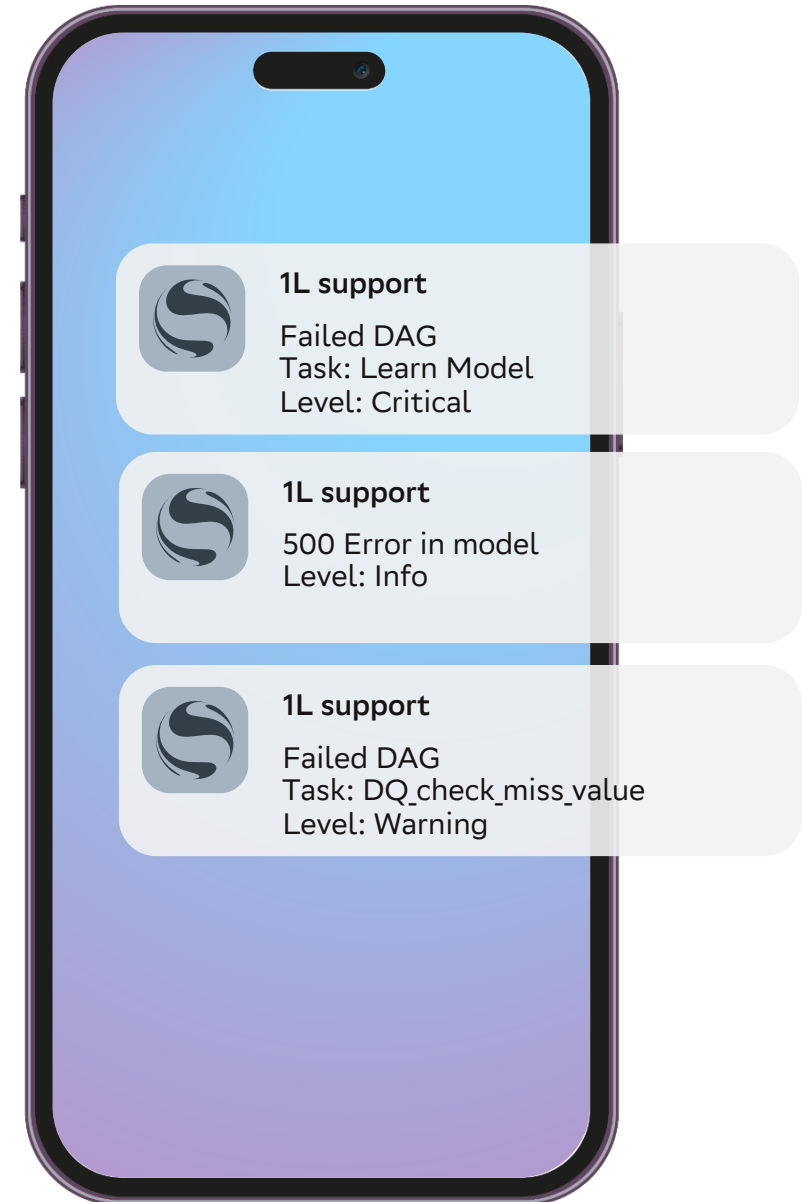 1L support
Failed DAG
Task: Learn Model
Level: Critical
1L support
500 Error in model
Level: Info
1L support
Failed DAG
Task: DQ_check_miss_value
Level: Warning